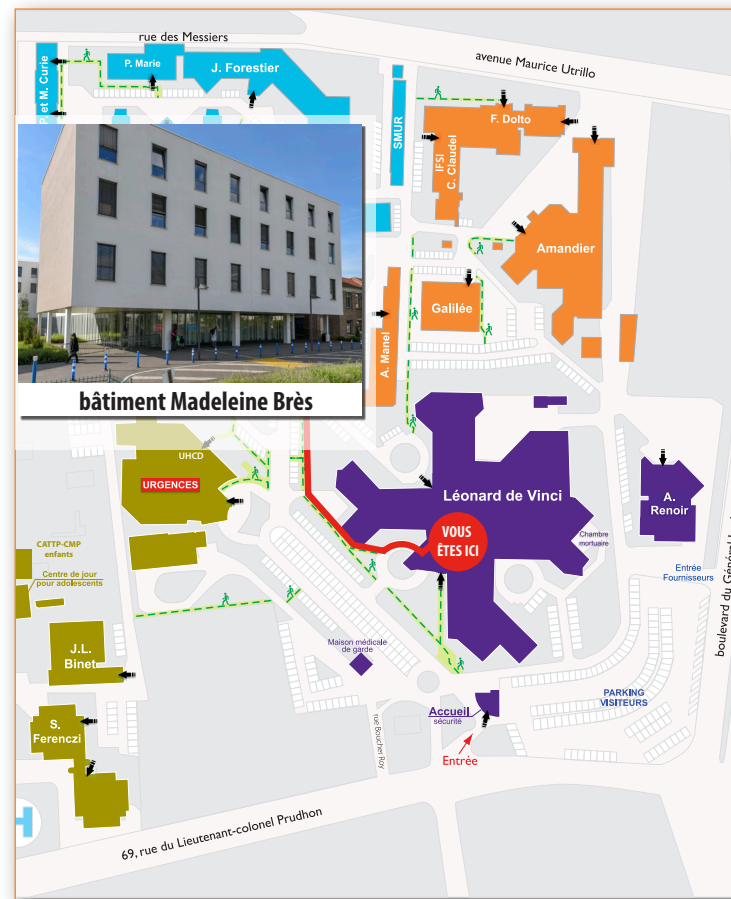 rue des Messiers
avenue Maurice Utrillo
P. et M. Curie
P. Marie
J. Forestier
SMUR
F. Dolto
IFSI
C. Claudel
Amandier
Galilée
A. Manel
bâtiment Madeleine Brès
UHCD
URGENCES
Léonard de Vinci
VOUS
ÊTES ICI
A.
Renoir
Chambre
mortuaire
CATTP-CMP
enfants
Centre de jour
pour adolescents
Entrée
Fournisseurs
J.L.
Binet
Maison médicale
de garde
PARKING
VISITEURS
S.
Ferenczi
Accueil
sécurité
rue Boucher Roy
Entrée
boulevard du Général
69, rue du Lieutenant-colonel Prudhon